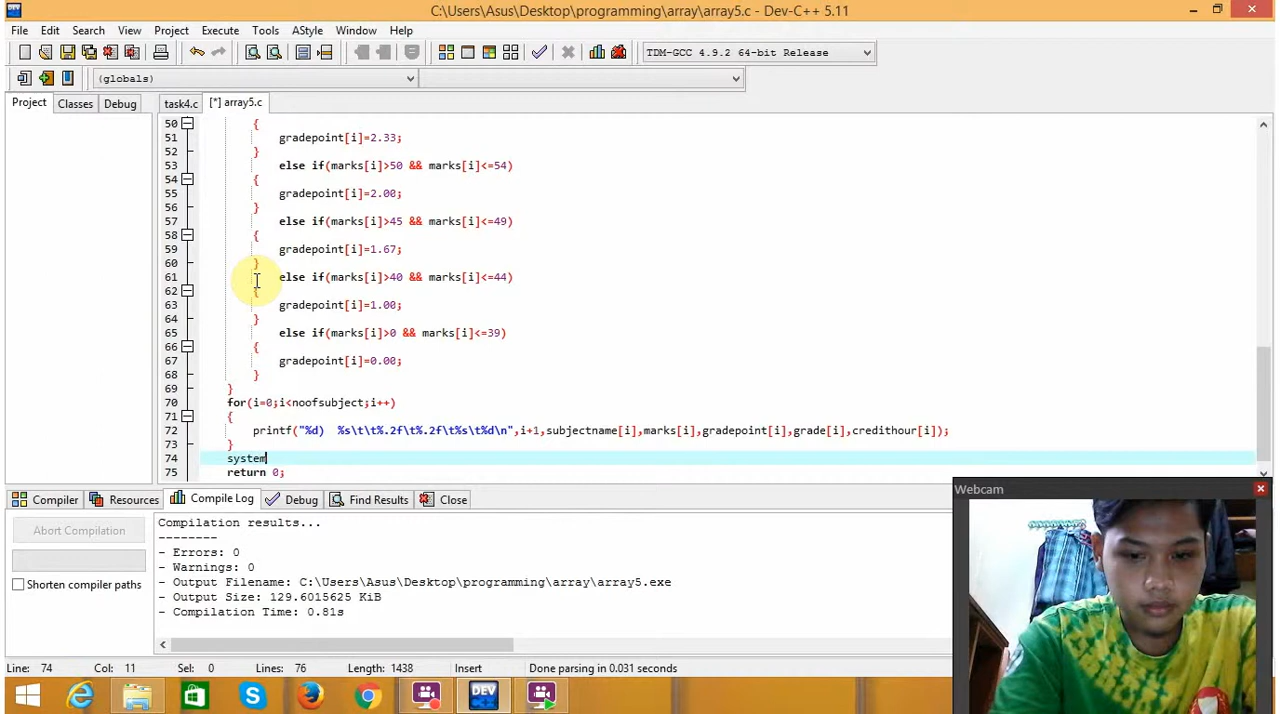 C:\Users\Asus\Desktop\programming\array\array5.c - Dev-C++ 5.11
File Edit Search View Project Execute Tools AStyle Window Help
TDM-GCC 4.9.2 64-bit Release
(globals)
Project Classes Debug task4.c [*] array5.c
50 {
51 gradepoint[i]=2.33;
52 }
53 else if(marks[i]>50 && marks[i]<=54)
54 {
55 gradepoint[i]=2.00;
56 }
57 else if(marks[i]>45 && marks[i]<=49)
58 {
59 gradepoint[i]=1.67;
60 }
61 else if(marks[i]>40 && marks[i]<=44)
62 {
63 gradepoint[i]=1.00;
64 }
65 else if(marks[i]>0 && marks[i]<=39)
66 {
67 gradepoint[i]=0.00;
68 }
69 }
70 for(i=0;i<noofsubject;i++)
71 {
72 printf("%d)  %s\t\t%.2f\t%.2f\t%s\t%d\n",i+1,subjectname[i],marks[i],gradepoint[i],grade[i],credithour[i]);
73 }
74 system
75 return 0;
Compiler Resources Compile Log Debug Find Results Close
Webcam
Abort Compilation
Shorten compiler paths
Compilation results...
--------
- Errors: 0
- Warnings: 0
- Output Filename: C:\Users\Asus\Desktop\programming\array\array5.exe
- Output Size: 129.6015625 KiB
- Compilation Time: 0.81s
Line: 74 Col: 11 Sel: 0 Lines: 76 Length: 1438 Insert Done parsing in 0.031 seconds
DEV